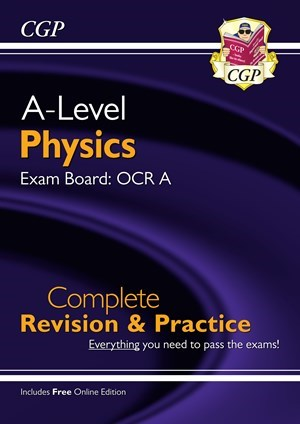 CGP
CGP
CGP
A-Level
Physics
Exam Board: OCR A
Complete
Revision & Practice
Everything you need to pass the exams!
Includes Free Online Edition